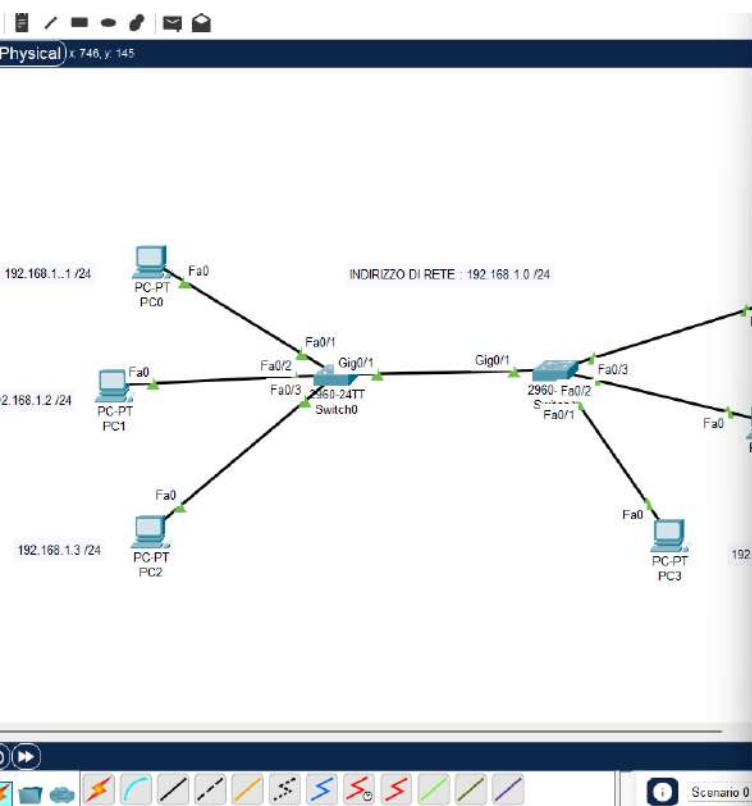 Physical x: 746, y: 145
192.168.1..1 /24
Fa0
PC-PT
PC0
INDIRIZZO DI RETE : 192.168.1.0 /24
Fa0/1
Fa0/2
Gig0/1
Fa0/3
2960-24TT
Switch0
Gig0/1
Fa0/3
2960-
Fa0/2
Fa0/1
Fa0
2.168.1.2 /24
PC-PT
PC1
Fa0
Fa0
192.168.1.3 /24
PC-PT
PC2
Fa0
PC-PT
PC3
192.
Scenario 0